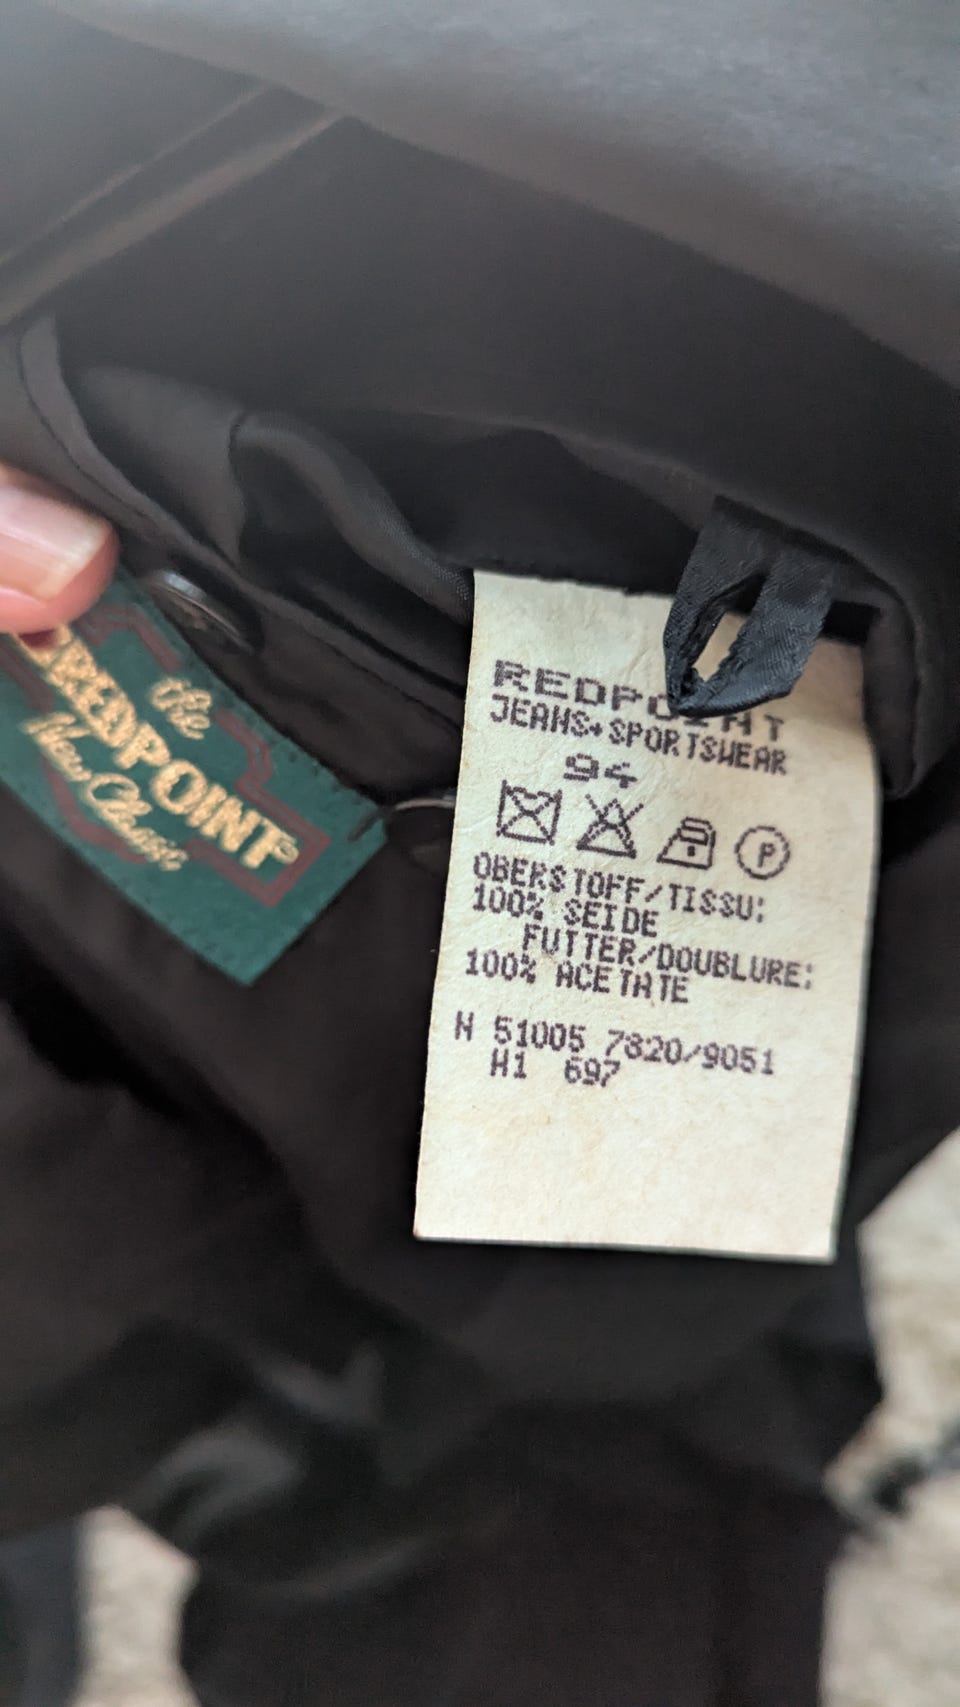 the
REDPOINT
New Classic
REDPOINT
JEANS+SPORTSWEAR
94
P
OBERSTOFF/TISSU:
100% SEIDE
FUTTER/DOUBLURE:
100% ACETATE
N 51005 7820/9051
H1 697